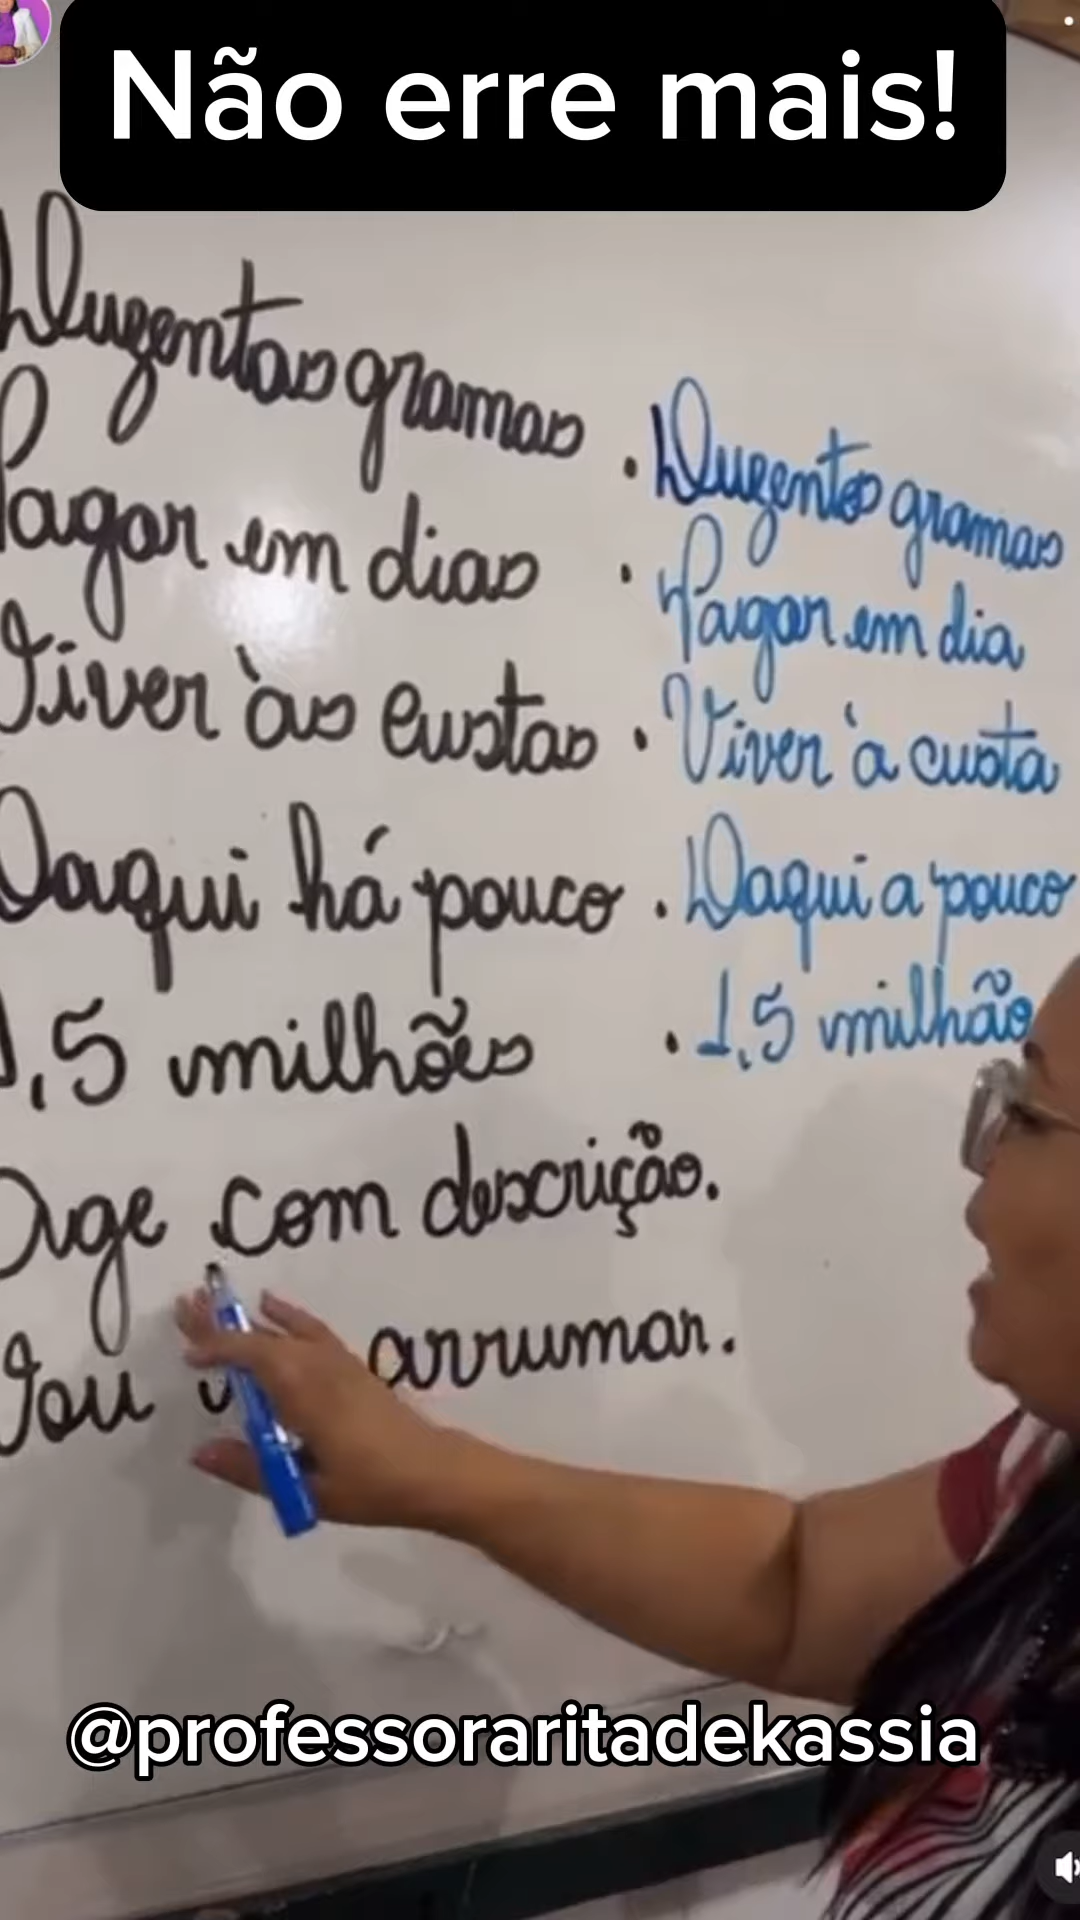 Não erre mais!
Duzentas gramas
. Duzentos gramas
Pagar em dias
. Pagar em dia
Viver às custas
. Viver à custa
Daqui há pouco
. Daqui a pouco
1,5 milhões
. 1,5 milhão
Age com descrição.
Vou arrumar.
@professoraritadekassia